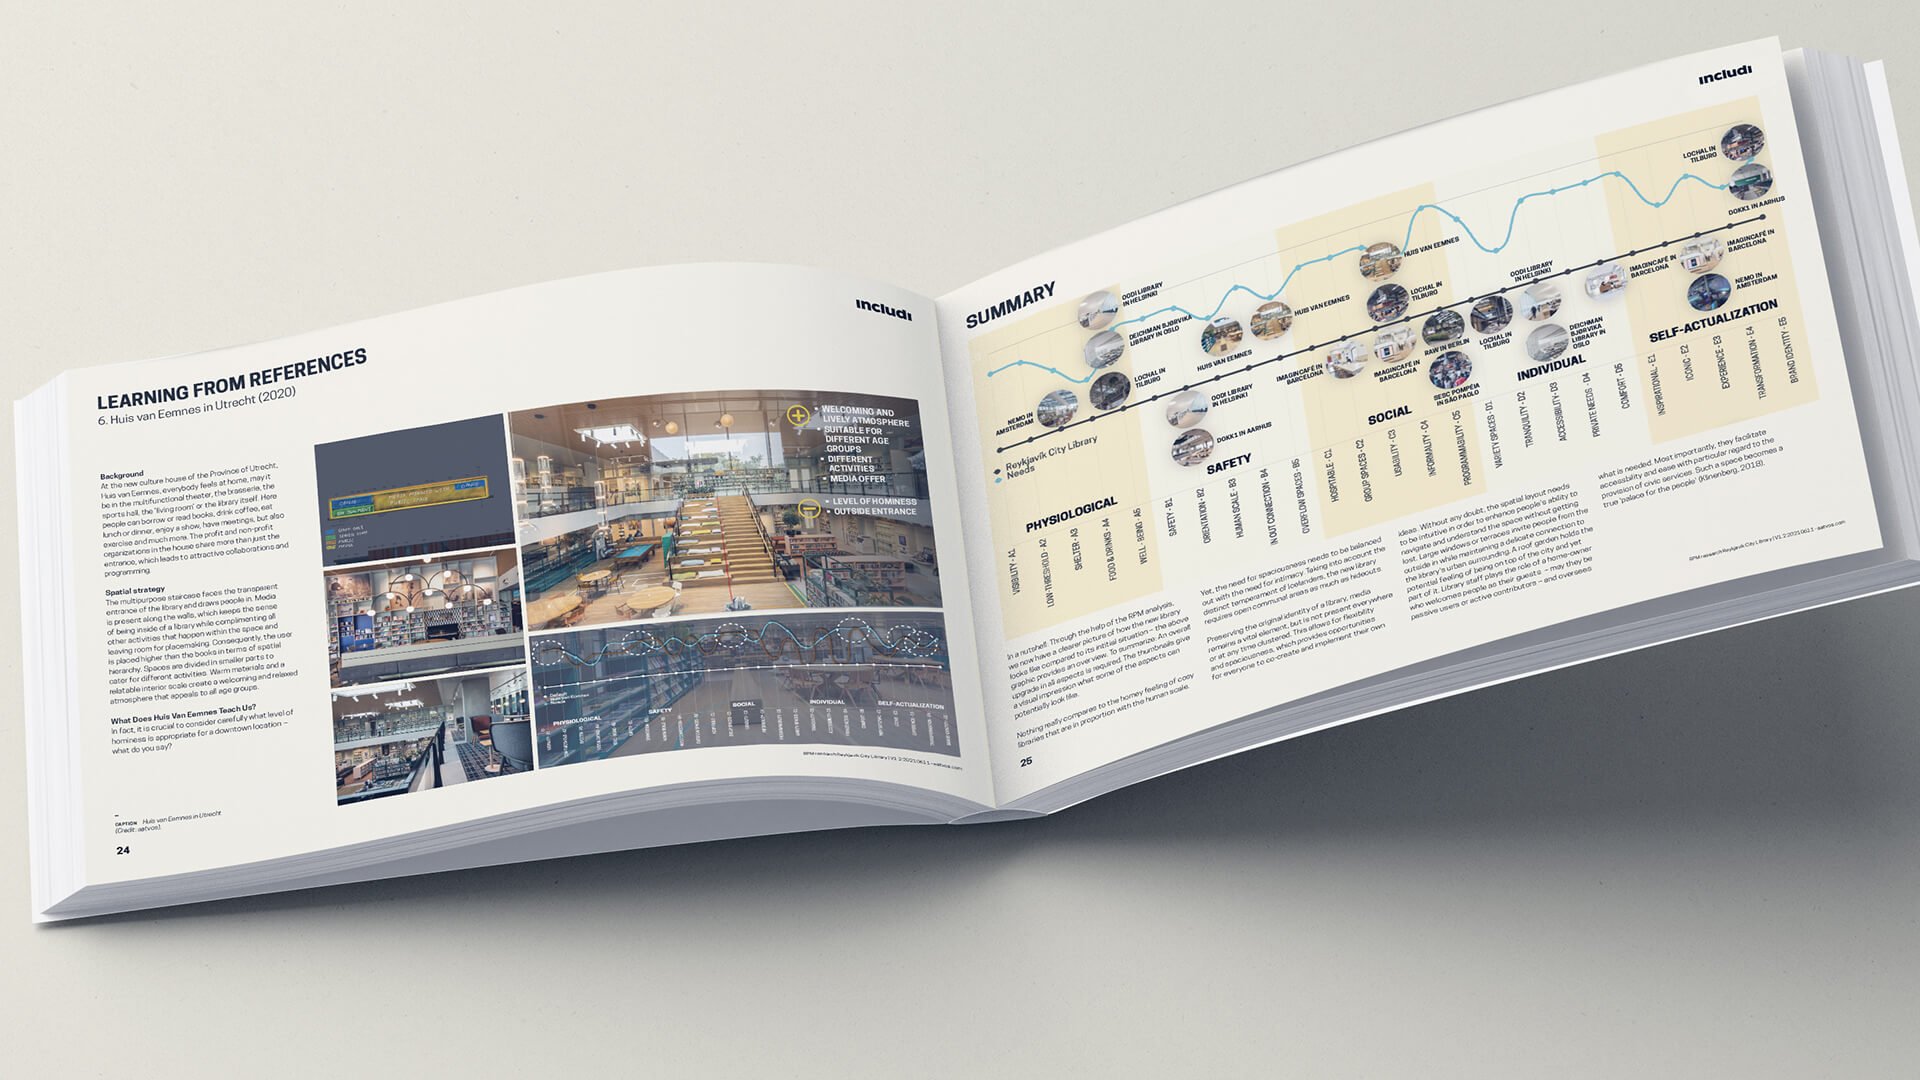 includi
LEARNING FROM REFERENCES
6. Huis van Eemnes in Utrecht (2020)
Background
At the new culture house of the Province of Utrecht,
Huis van Eemnes, everybody feels at home, may it
be in the multifunctional theater, the brasserie, the
sports hall, the 'living room' or the library itself. Here
people can borrow or read books, drink coffee, eat
lunch or dinner, enjoy a show, have meetings, but also
exercise and much more. The profit and non-profit
organizations in the house share more than just the
entrance, which leads to attractive collaborations and
programming.
Spatial strategy
The multipurpose staircase faces the transparent
entrance of the library and draws people in. Media
is present along the walls, which keeps the sense
of being inside of a library while complimenting all
other activities that happen within the space and
leaving room for placemaking. Consequently, the user
is placed higher than the books in terms of spatial
hierarchy. Spaces are divided in smaller parts to
cater for different activities. Warm materials and a
relatable interior scale create a welcoming and relaxed
atmosphere that appeals to all age groups.
What Does Huis Van Eemnes Teach Us?
In fact, it is crucial to consider carefully what level of
hominess is appropriate for a downtown location –
what do you say?
CAPTION Huis van Eemnes in Utrecht
(Credit: aatvos).
24
• WELCOMING AND
LIVELY ATMOSPHERE
• SUITABLE FOR
DIFFERENT AGE
GROUPS
• DIFFERENT
ACTIVITIES
• MEDIA OFFER
• LEVEL OF HOMINESS
• OUTSIDE ENTRANCE
PHYSIOLOGICAL
SAFETY
SOCIAL
INDIVIDUAL
SELF-ACTUALIZATION
RPM research Reykjavik City Library | V1.2 20210611 - aatvos.com
includi
SUMMARY
NEMO IN
AMSTERDAM
OODI LIBRARY
IN HELSINKI
DEICHMAN BJØRVIKA
LIBRARY IN OSLO
LOCHAL IN
TILBURG
HUIS VAN EEMNES
OODI LIBRARY
IN HELSINKI
DOKK1 IN AARHUS
HUIS VAN EEMNES
IMAGINCAFÉ IN
BARCELONA
HUIS VAN EEMNES
LOCHAL IN
TILBURG
IMAGINCAFÉ IN
BARCELONA
RAW IN BERLIN
SESC POMPÉIA
IN SÃO PAULO
LOCHAL IN
TILBURG
OODI LIBRARY
IN HELSINKI
DEICHMAN
BJØRVIKA
LIBRARY IN
OSLO
IMAGINCAFÉ IN
BARCELONA
LOCHAL IN
TILBURG
DOKK1 IN AARHUS
IMAGINCAFÉ IN
BARCELONA
NEMO IN
AMSTERDAM
Reykjavík City Library
Needs
PHYSIOLOGICAL
SAFETY
SOCIAL
INDIVIDUAL
SELF-ACTUALIZATION
VISIBILITY - A1
LOW-THRESHOLD - A2
SHELTER - A3
FOOD & DRINKS - A4
WELL - BEING - A5
SAFETY - B1
ORIENTATION - B2
HUMAN SCALE - B3
IN OUT CONNECTION - B4
OVERFLOW SPACES - B5
HOSPITABLE - C1
GROUP SPACES - C2
USABILITY - C3
INFORMALITY - C4
PROGRAMMABILITY - C5
VARIETY SPACES - D1
TRANQUILITY - D2
ACCESSIBILITY - D3
PRIVATE NEEDS - D4
COMFORT - D5
INSPIRATIONAL - E1
ICONIC - E2
EXPERIENCE - E3
TRANSFORMATION - E4
BRAND IDENTITY - E5
In a nutshell: Through the help of the RPM analysis,
we now have a clearer picture of how the new library
looks like compared to its initial situation – the above
graphic provides an overview. To summarize: An overall
upgrade in all aspects is required. The thumbnails give
a visual impression what some of the aspects can
potentially look like.
Nothing really compares to the homey feeling of cosy
libraries that are in proportion with the human scale.
Yet, the need for spaciousness needs to be balanced
out with the need for intimacy. Taking into account the
distinct temperament of Icelanders, the new library
requires open communal areas as much as hideouts.
Preserving the original identity of a library, media
remains a vital element, but is not present everywhere
or at any time clustered. This allows for flexibility
and spaciousness, which provides opportunities
for everyone to co-create and implement their own
ideas. Without any doubt, the spatial layout needs
to be intuitive in order to enhance people's ability to
navigate and understand the space without getting
lost. Large windows or terraces invite people from the
outside while maintaining a delicate connection to
the library's urban surrounding. A roof garden holds the
potential feeling of being on top of the city and yet
part of it. Library staff plays the role of a home-owner
who welcomes people as their guests – may they be
passive users or active contributors – and oversees
what is needed. Most importantly, they facilitate
accessibility and ease with particular regard to the
provision of civic services. Such a space becomes a
true 'palace for the people' (Klinenberg, 2018).
RPM research Reykjavik City Library | V1.2 20210611 - aatvos.com
25